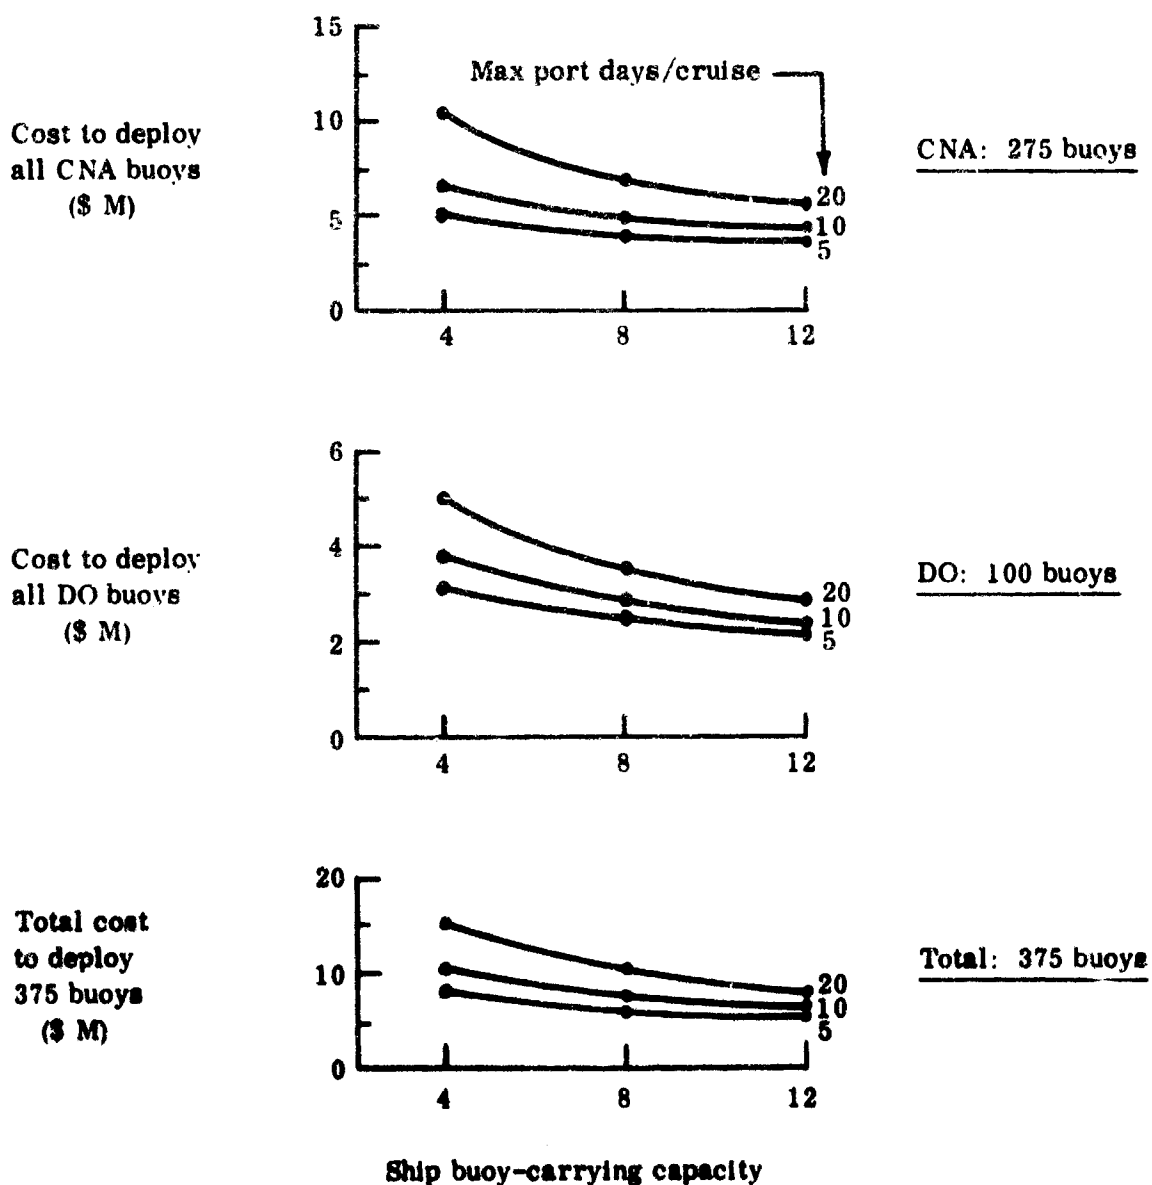 15
Max port days/cruise
10
Cost to deploy
all CNA buoys
($ M)
CNA: 275 buoys
20
10
5
5
0
4
8
12
6
4
2
0
Cost to deploy
all DO buoys
($ M)
DO: 100 buoys
20
10
5
4
8
12
20
10
0
Total cost
to deploy
375 buoys
($ M)
Total: 375 buoys
20
10
5
4
8
12
Ship buoy-carrying capacity